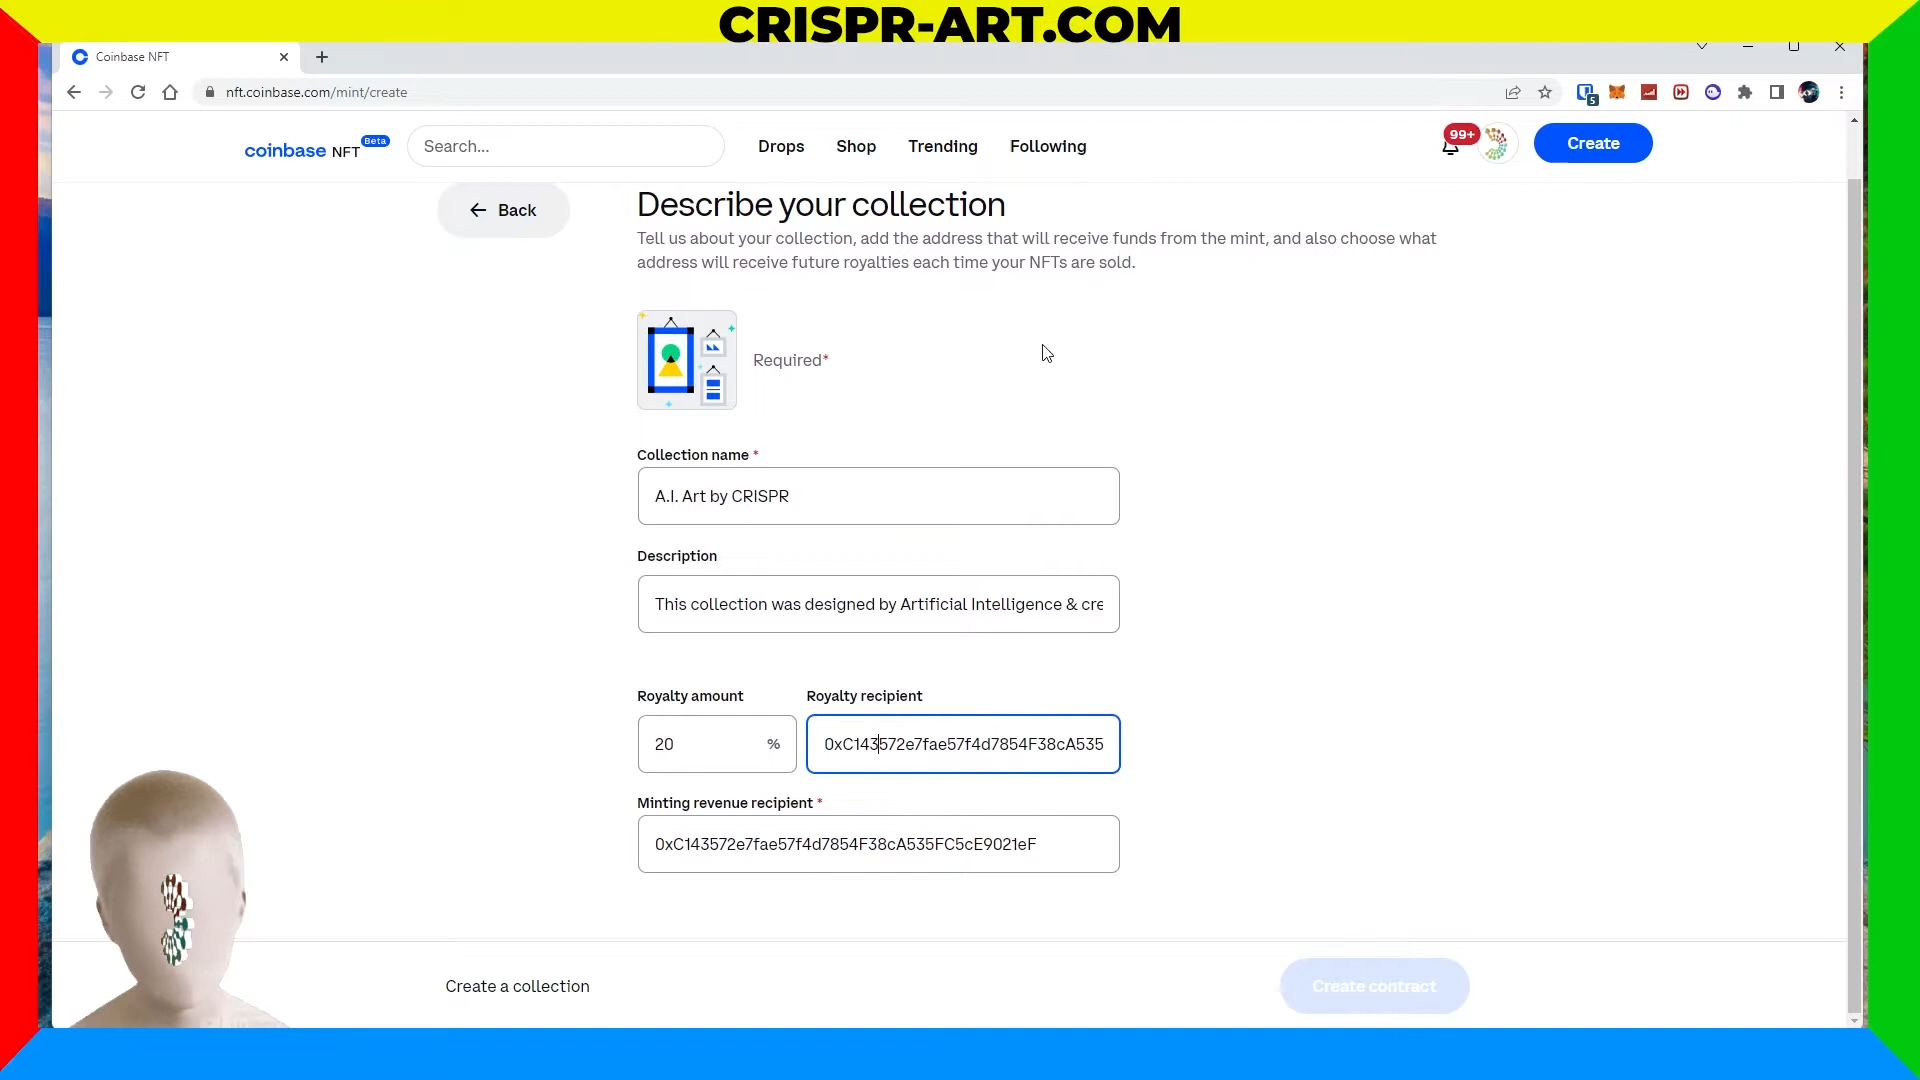 CRISPR-ART.COM
Coinbase NFT
nft.coinbase.com/mint/create
5
coinbase NFT Beta
Search...
Drops
Shop
Trending
Following
99+
Create
Back
Describe your collection
Tell us about your collection, add the address that will receive funds from the mint, and also choose what
address will receive future royalties each time your NFTs are sold.
Required*
Collection name *
A.I. Art by CRISPR
Description
This collection was designed by Artificial Intelligence & cre
Royalty amount
Royalty recipient
20 %
0xC143572e7fae57f4d7854F38cA535
Minting revenue recipient *
0xC143572e7fae57f4d7854F38cA535FC5cE9021eF
Create a collection
Create contract